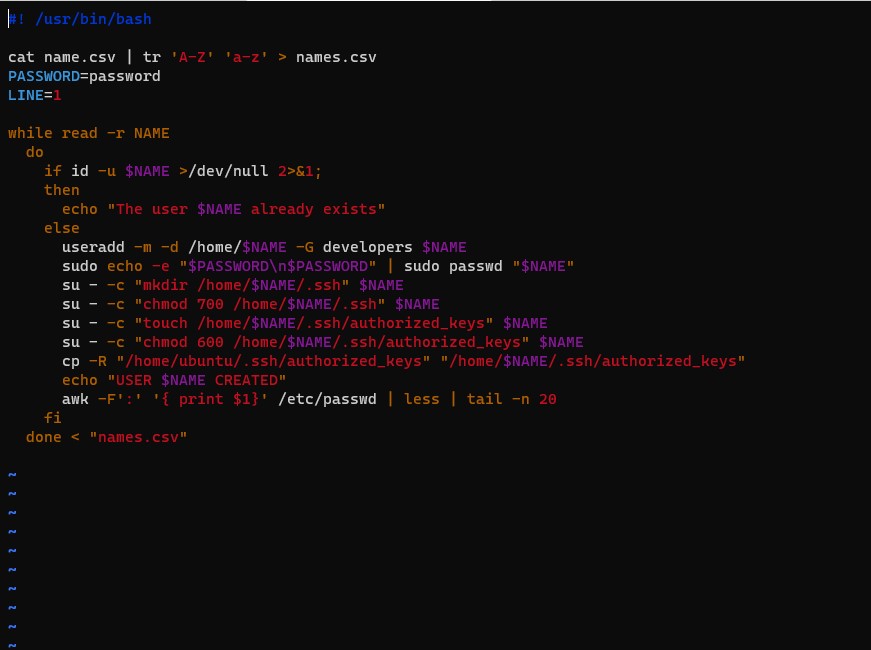 #! /usr/bin/bash
cat name.csv | tr 'A-Z' 'a-z' > names.csv
PASSWORD=password
LINE=1
while read -r NAME
do
if id -u $NAME >/dev/null 2>&1;
then
echo "The user $NAME already exists"
else
useradd -m -d /home/$NAME -G developers $NAME
sudo echo -e "$PASSWORD\n$PASSWORD" | sudo passwd "$NAME"
su - -c "mkdir /home/$NAME/.ssh" $NAME
su - -c "chmod 700 /home/$NAME/.ssh" $NAME
su - -c "touch /home/$NAME/.ssh/authorized_keys" $NAME
su - -c "chmod 600 /home/$NAME/.ssh/authorized_keys" $NAME
cp -R "/home/ubuntu/.ssh/authorized_keys" "/home/$NAME/.ssh/authorized_keys"
echo "USER $NAME CREATED"
awk -F':' '{ print $1}' /etc/passwd | less | tail -n 20
fi
done < "names.csv"
~
~
~
~
~
~
~
~
~
~